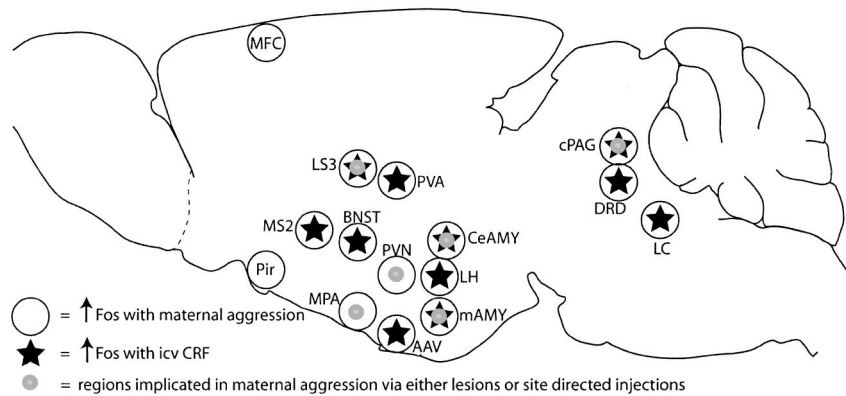 MFC
cPAG
LS3
PVA
DRD
MS2
BNST
LC
CeAMY
PVN
Pir
LH
MPA
mAMY
AAV
= ↑Fos with maternal aggression
= ↑Fos with icv CRF
= regions implicated in maternal aggression via either lesions or site directed injections